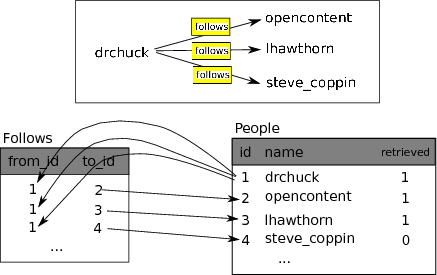 opencontent
follows
drchuck
follows
lhawthorn
follows
steve_coppin
Follows
from_id to_id
1 2
1 3
1 4
...
People
id name retrieved
1 drchuck 1
2 opencontent 1
3 lhawthorn 1
4 steve_coppin 0
...